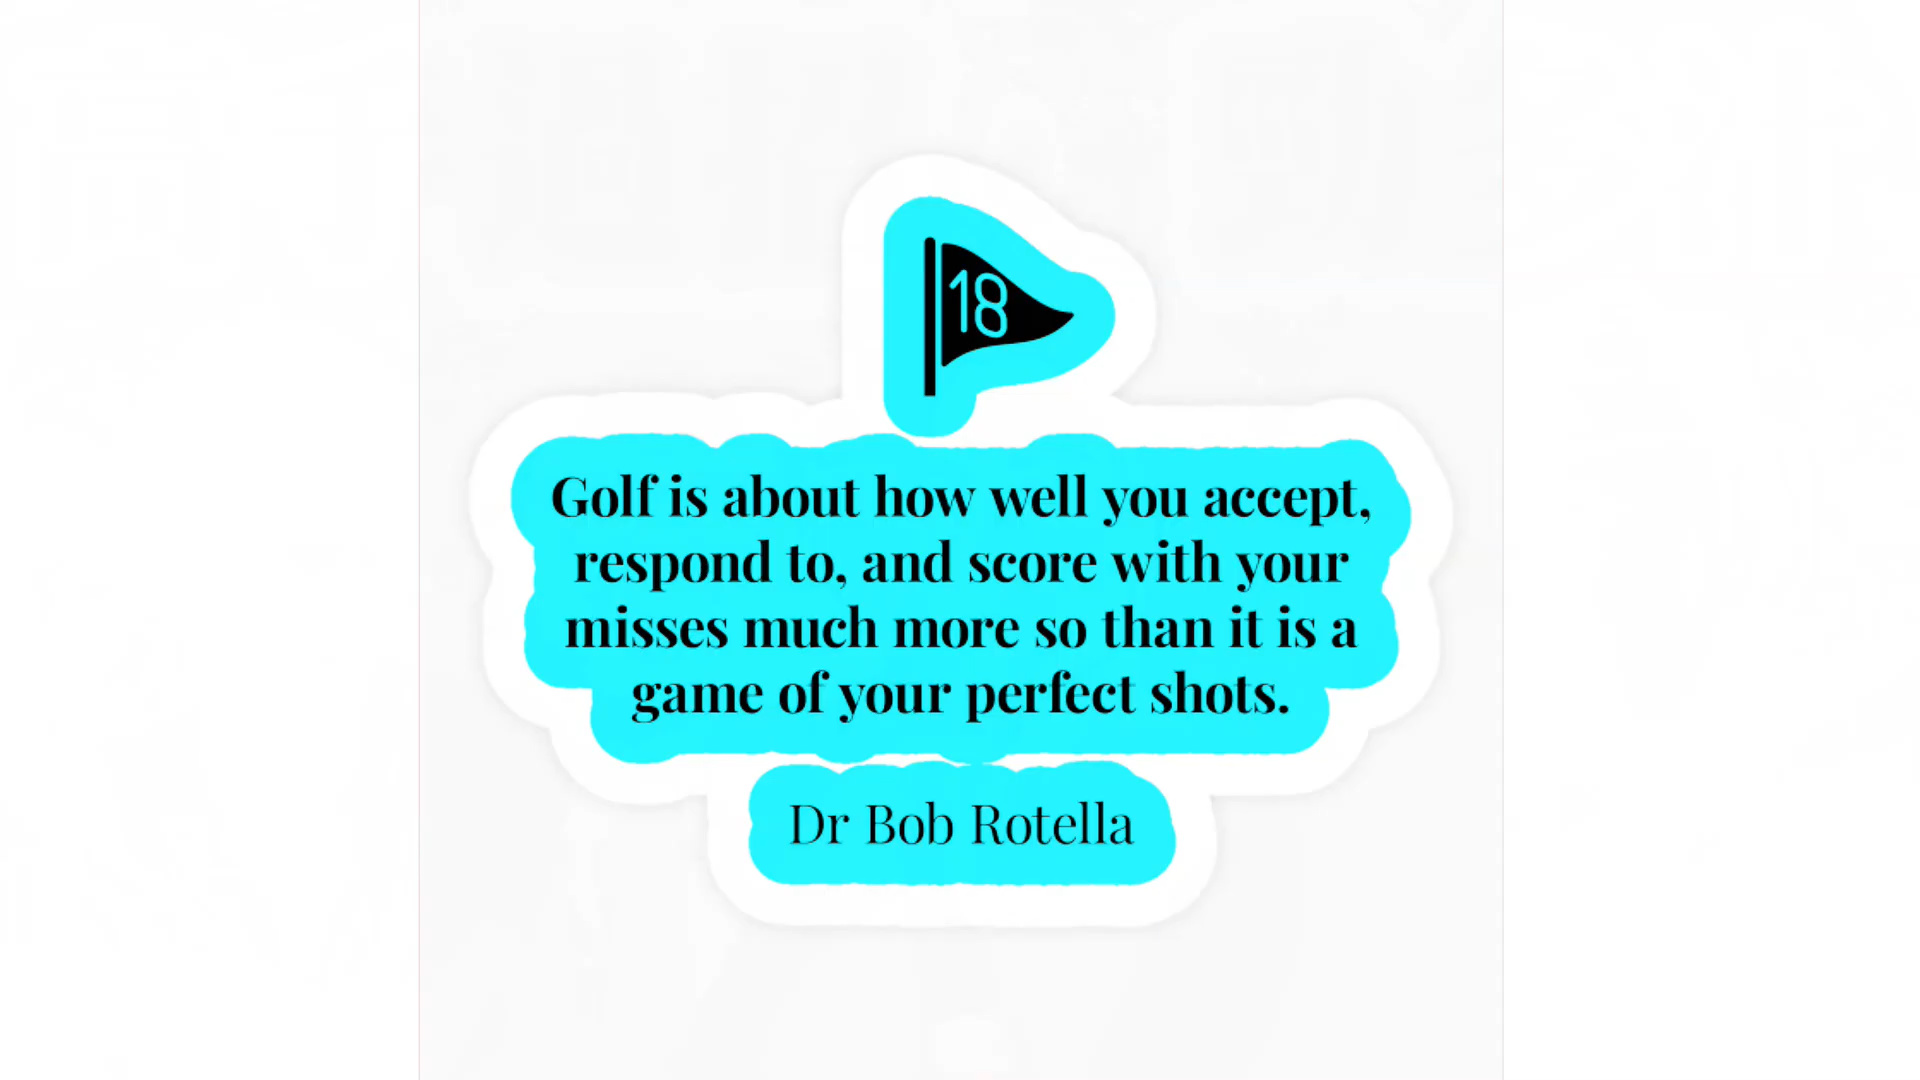 18
Golf is about how well you accept,
respond to, and score with your
misses much more so than it is a
game of your perfect shots.
Dr Bob Rotella